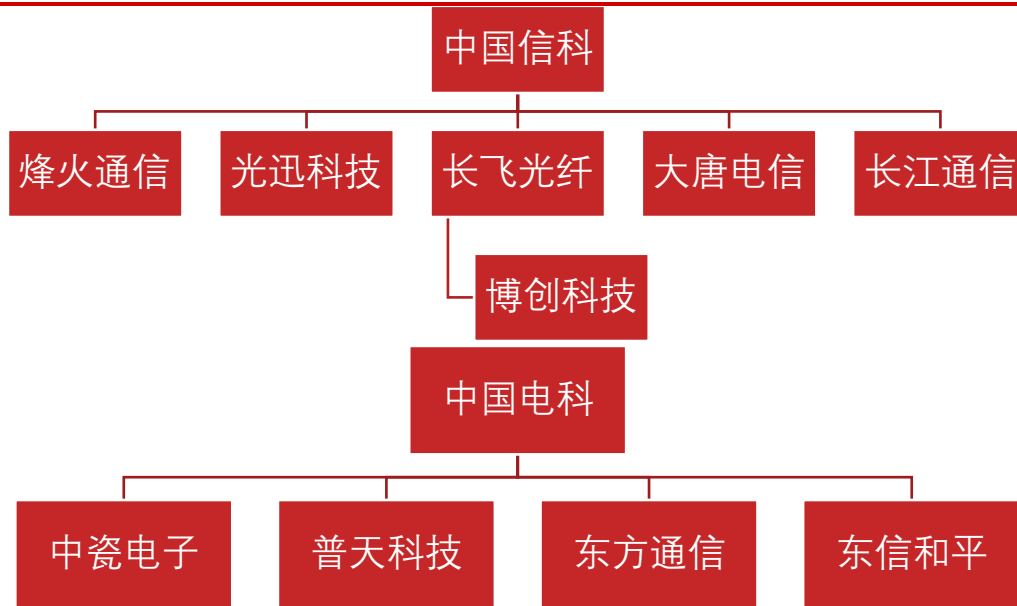 中国信科
烽火通信
光迅科技
长飞光纤
大唐电信
长江通信
博创科技
中国电科
中瓷电子
普天科技
东方通信
东信和平